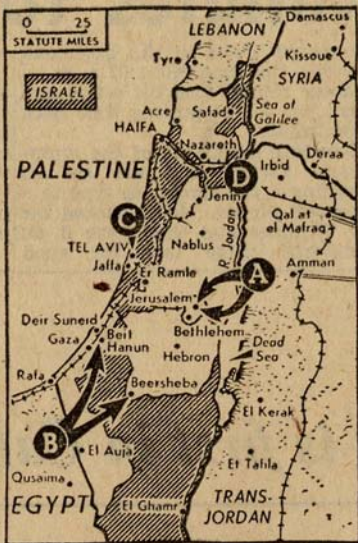 0 25
STATUTE MILES
LEBANON
Damascus
Kissoue
Tyre
SYRIA
ISRAEL
Acre
Safad
Sea of
Galilee
HAIFA
Nazareth
Deraa
PALESTINE
D
Irbid
Jenin
Qal at
el Mafraq
C
Nablus
R. Jordan
TEL AVIV
Amman
Jaffa
Er Ramle
A
Jerusalem
Deir Suneid
Bethlehem
Gaza
Beit
Hanun
Hebron
Dead
Sea
Rafa
Beersheba
El Kerak
B
El Auja
Et Tafila
Qusaima
EGYPT
El Ghamr
TRANS-
JORDAN